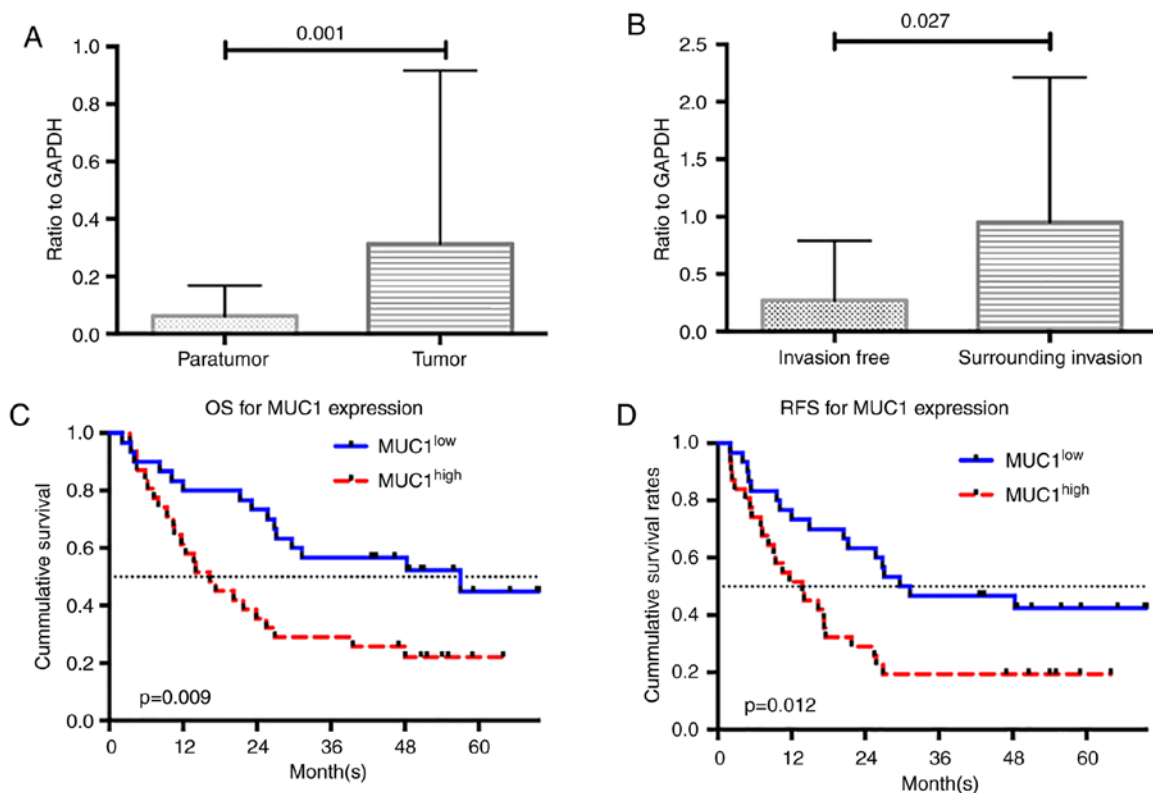 A
0.001
1.0
0.8
0.6
0.4
0.2
0.0
Ratio to GAPDH
Paratumor
Tumor
B
0.027
2.5
2.0
1.5
1.0
0.5
0.0
Ratio to GAPDH
Invasion free
Surrounding invasion
C
OS for MUC1 expression
1.0
0.8
0.6
0.4
0.2
0.0
Cummulative survival
MUC1low
MUC1high
p=0.009
0 12 24 36 48 60
Month(s)
D
RFS for MUC1 expression
1.0
0.8
0.6
0.4
0.2
0.0
Cummulative survival rates
MUC1low
MUC1high
p=0.012
0 12 24 36 48 60
Month(s)